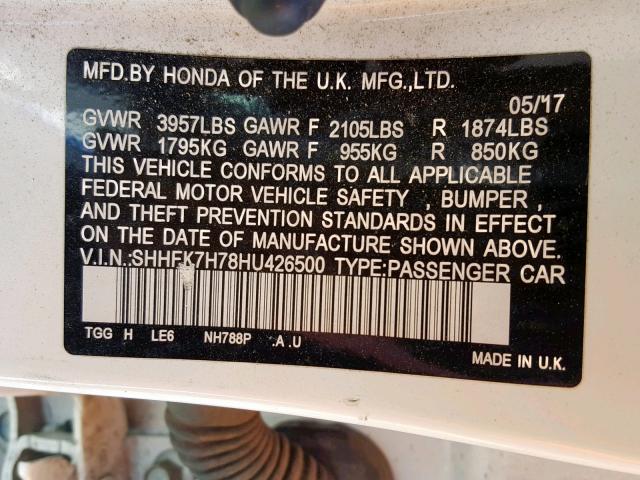 MFD.BY HONDA OF THE U.K. MFG.,LTD.
05/17
GVWR 3957LBS GAWR F 2105LBS R 1874LBS
GVWR 1795KG GAWR F 955KG R 850KG
THIS VEHICLE CONFORMS TO ALL APPLICABLE
FEDERAL MOTOR VEHICLE SAFETY , BUMPER ,
AND THEFT PREVENTION STANDARDS IN EFFECT
ON THE DATE OF MANUFACTURE SHOWN ABOVE.
V.I.N.:SHHFK7H78HU426500 TYPE:PASSENGER CAR
TGG H LE6 NH788P .A .U
MADE IN U.K.